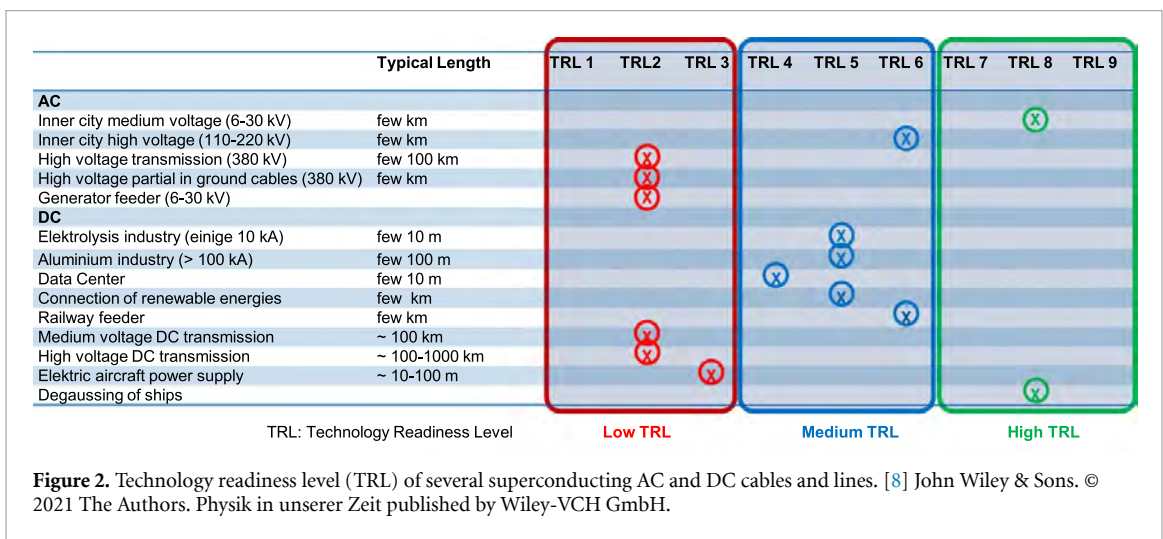 Typical Length TRL 1 TRL2 TRL 3 TRL 4 TRL 5 TRL 6 TRL 7 TRL 8 TRL 9
AC
Inner city medium voltage (6-30 kV) few km X
Inner city high voltage (110-220 kV) few km X
High voltage transmission (380 kV) few 100 km X
High voltage partial in ground cables (380 kV) few km X
Generator feeder (6-30 kV) X
DC
Elektrolysis industry (einige 10 kA) few 10 m X
Aluminium industry (> 100 kA) few 100 m X
Data Center few 10 m X
Connection of renewable energies few km X
Railway feeder few km X
Medium voltage DC transmission ~ 100 km X
High voltage DC transmission ~ 100-1000 km X
Elektric aircraft power supply ~ 10-100 m X
Degaussing of ships X
TRL: Technology Readiness Level Low TRL Medium TRL High TRL
Figure 2. Technology readiness level (TRL) of several superconducting AC and DC cables and lines. [8] John Wiley & Sons. ©
2021 The Authors. Physik in unserer Zeit published by Wiley-VCH GmbH.